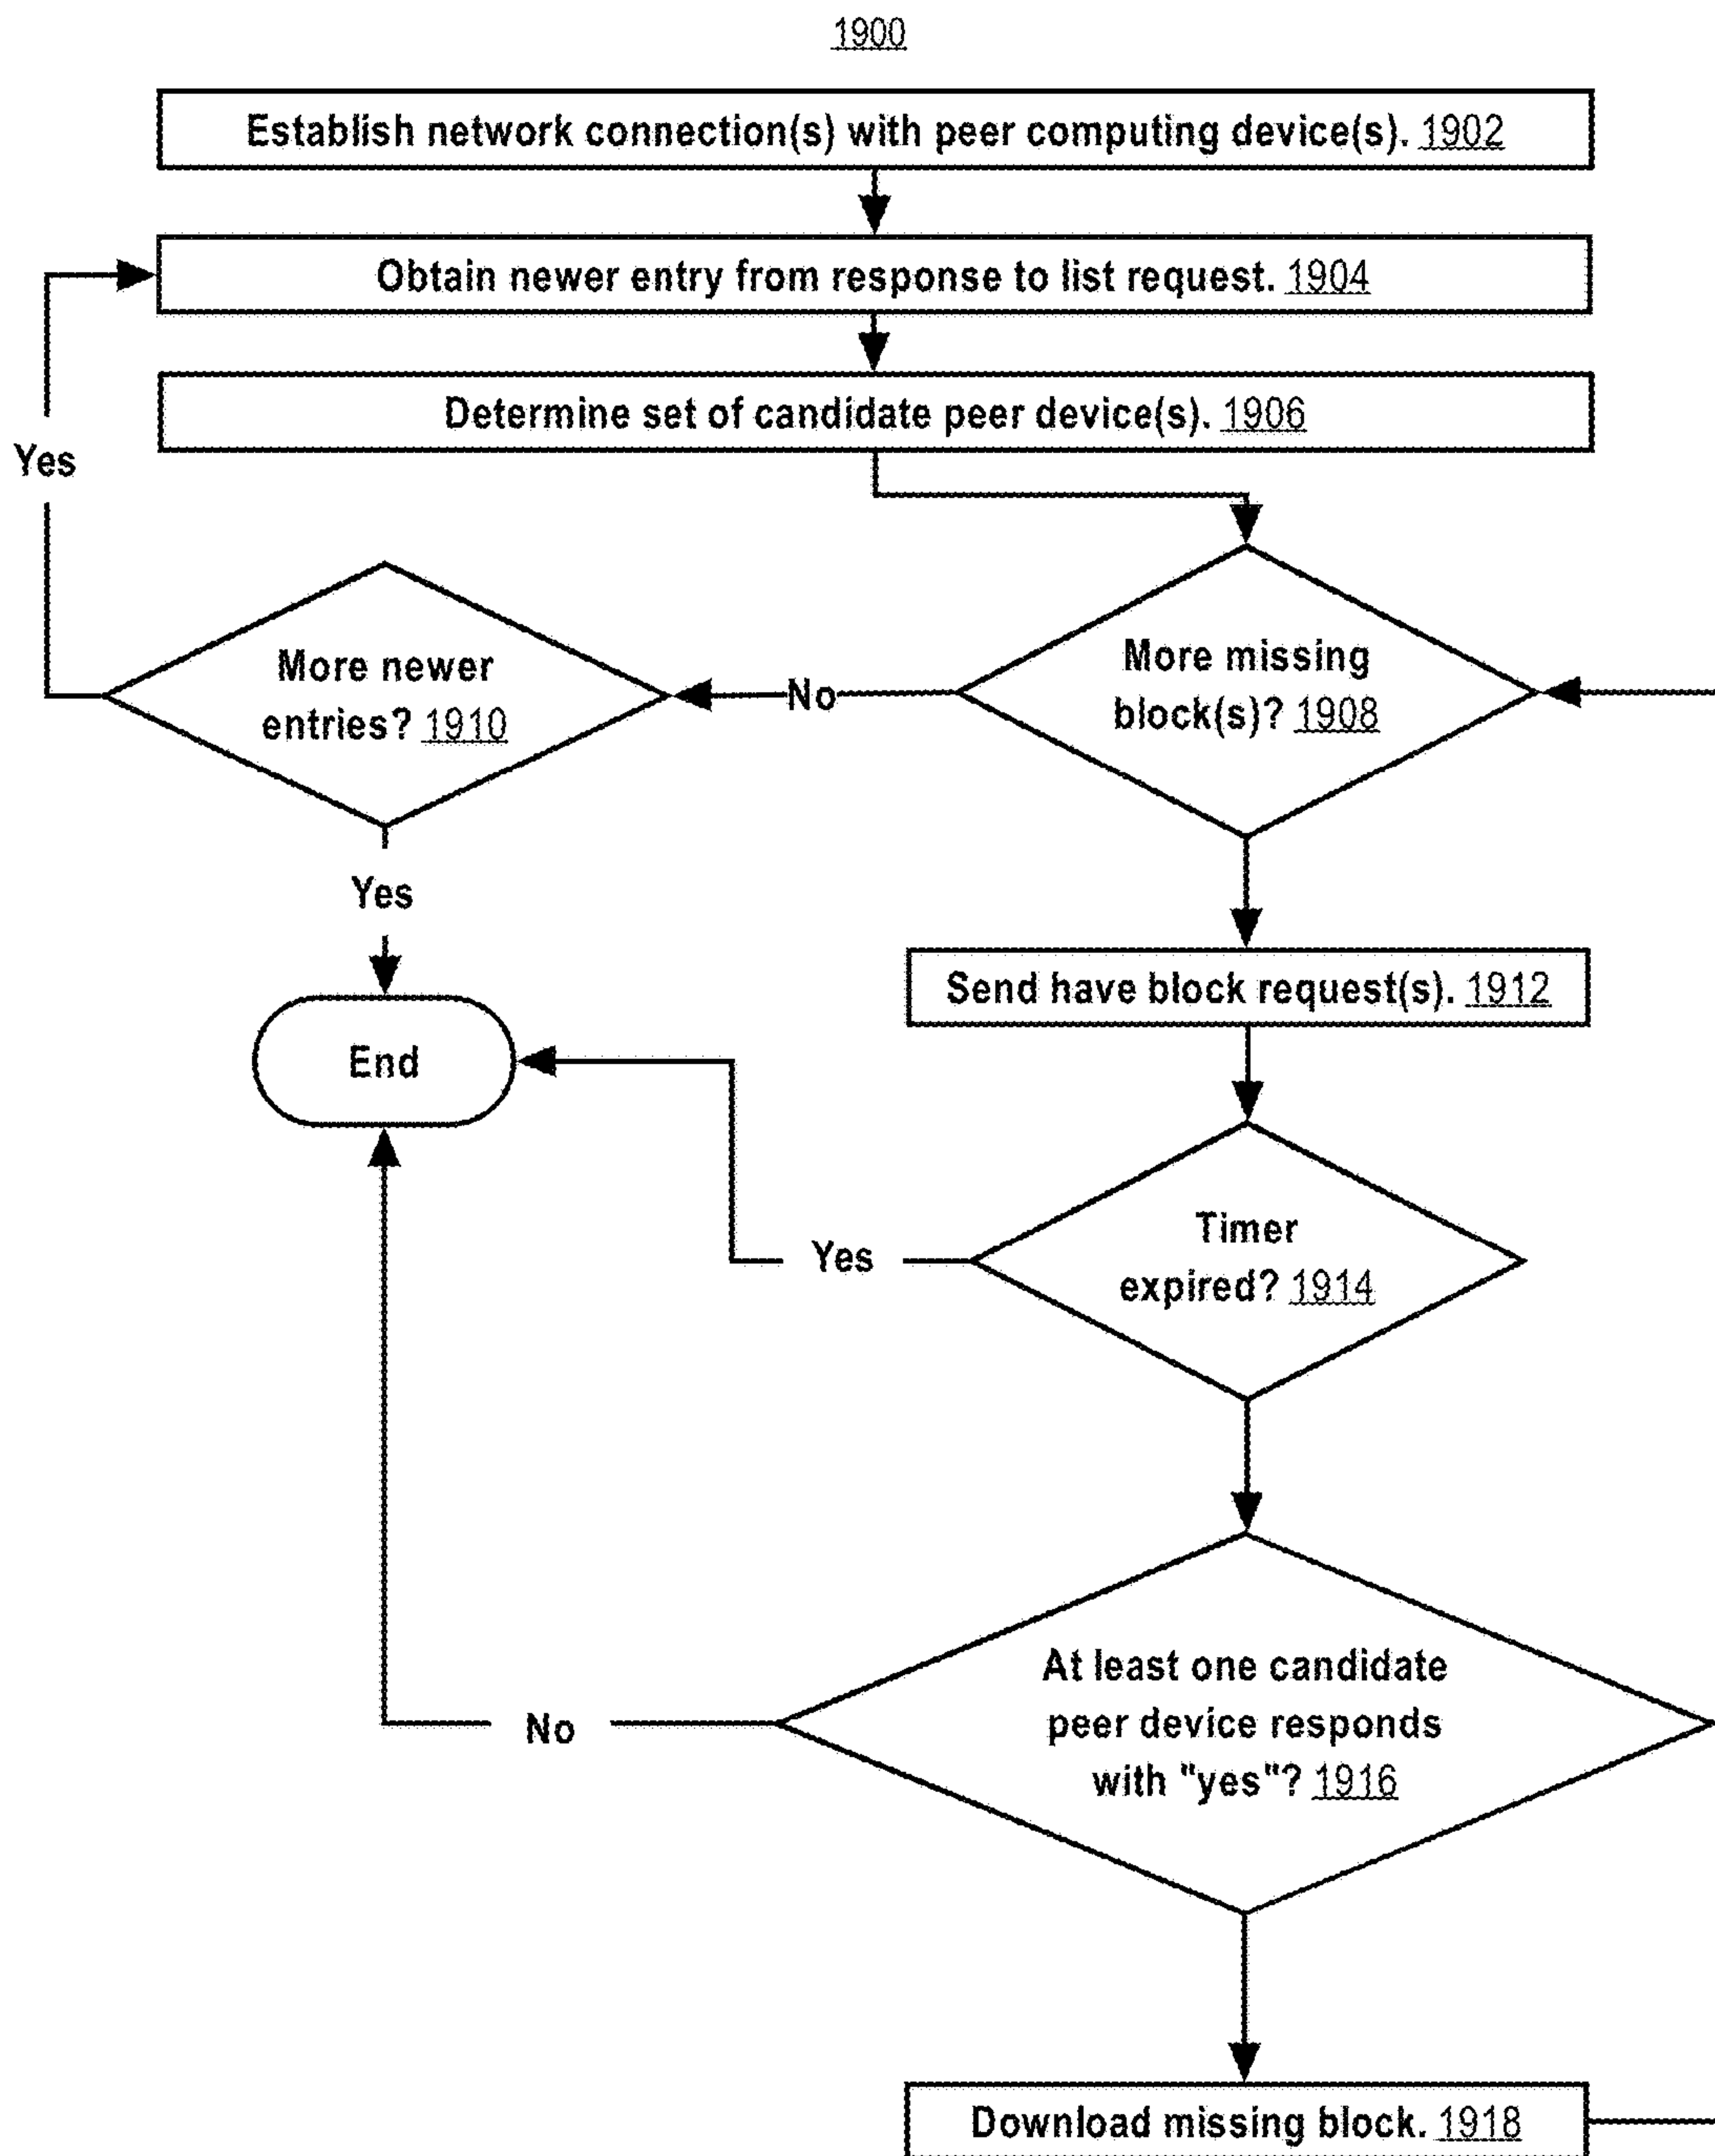 1900
Establish network connection(s) with peer computing device(s). 1902
Obtain newer entry from response to list request. 1904
Determine set of candidate peer device(s). 1906
Yes
More newer
entries? 1910
No
More missing
block(s)? 1908
Yes
Send have block request(s). 1912
End
Timer
expired? 1914
Yes
At least one candidate
peer device responds
with "yes"? 1916
No
Download missing block. 1918